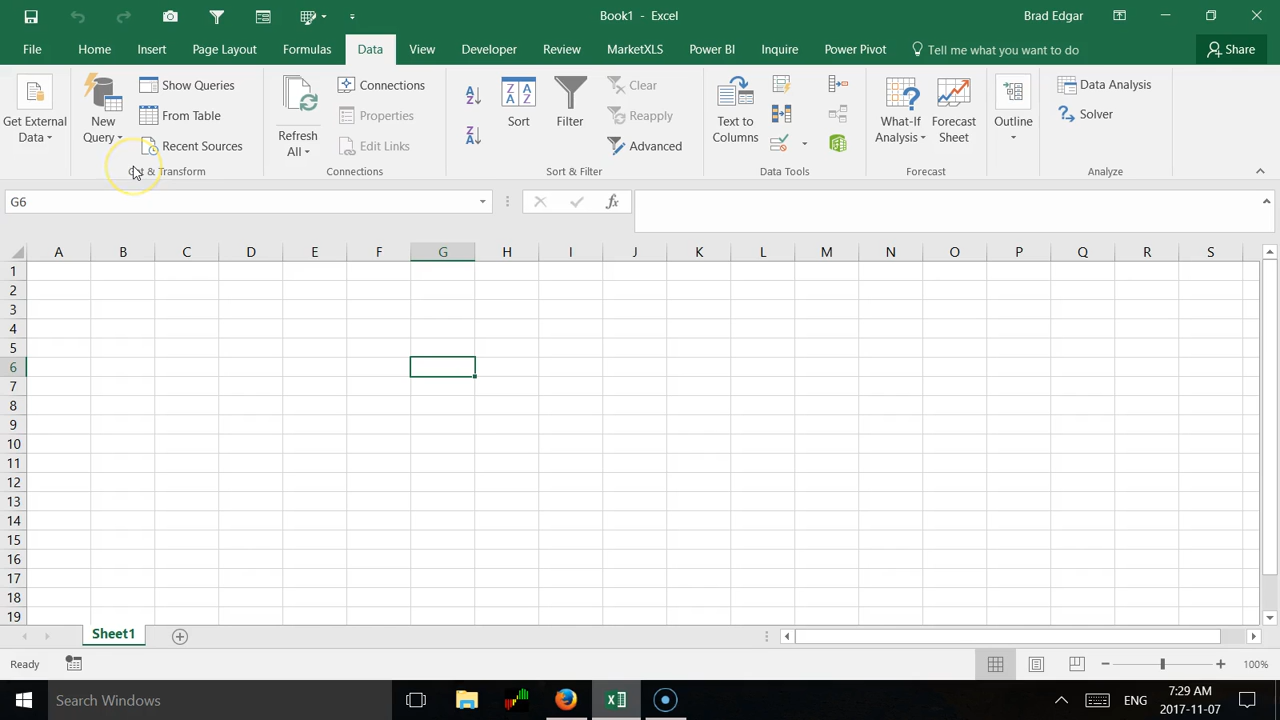 Book1 - Excel
Brad Edgar
File Home Insert Page Layout Formulas Data View Developer Review MarketXLS Power BI Inquire Power Pivot Tell me what you want to do Share
Get External Data
New Query
Show Queries
From Table
Recent Sources
Get & Transform
Refresh All
Connections
Properties
Edit Links
Connections
Sort
Filter
Clear
Reapply
Advanced
Sort & Filter
Text to Columns
Data Tools
What-If Analysis
Forecast Sheet
Forecast
Outline
Data Analysis
Solver
Analyze
G6
fx
A B C D E F G H I J K L M N O P Q R S
1
2
3
4
5
6
7
8
9
10
11
12
13
14
15
16
17
18
19
Sheet1
Ready
100%
Search Windows
ENG
7:29 AM
2017-11-07